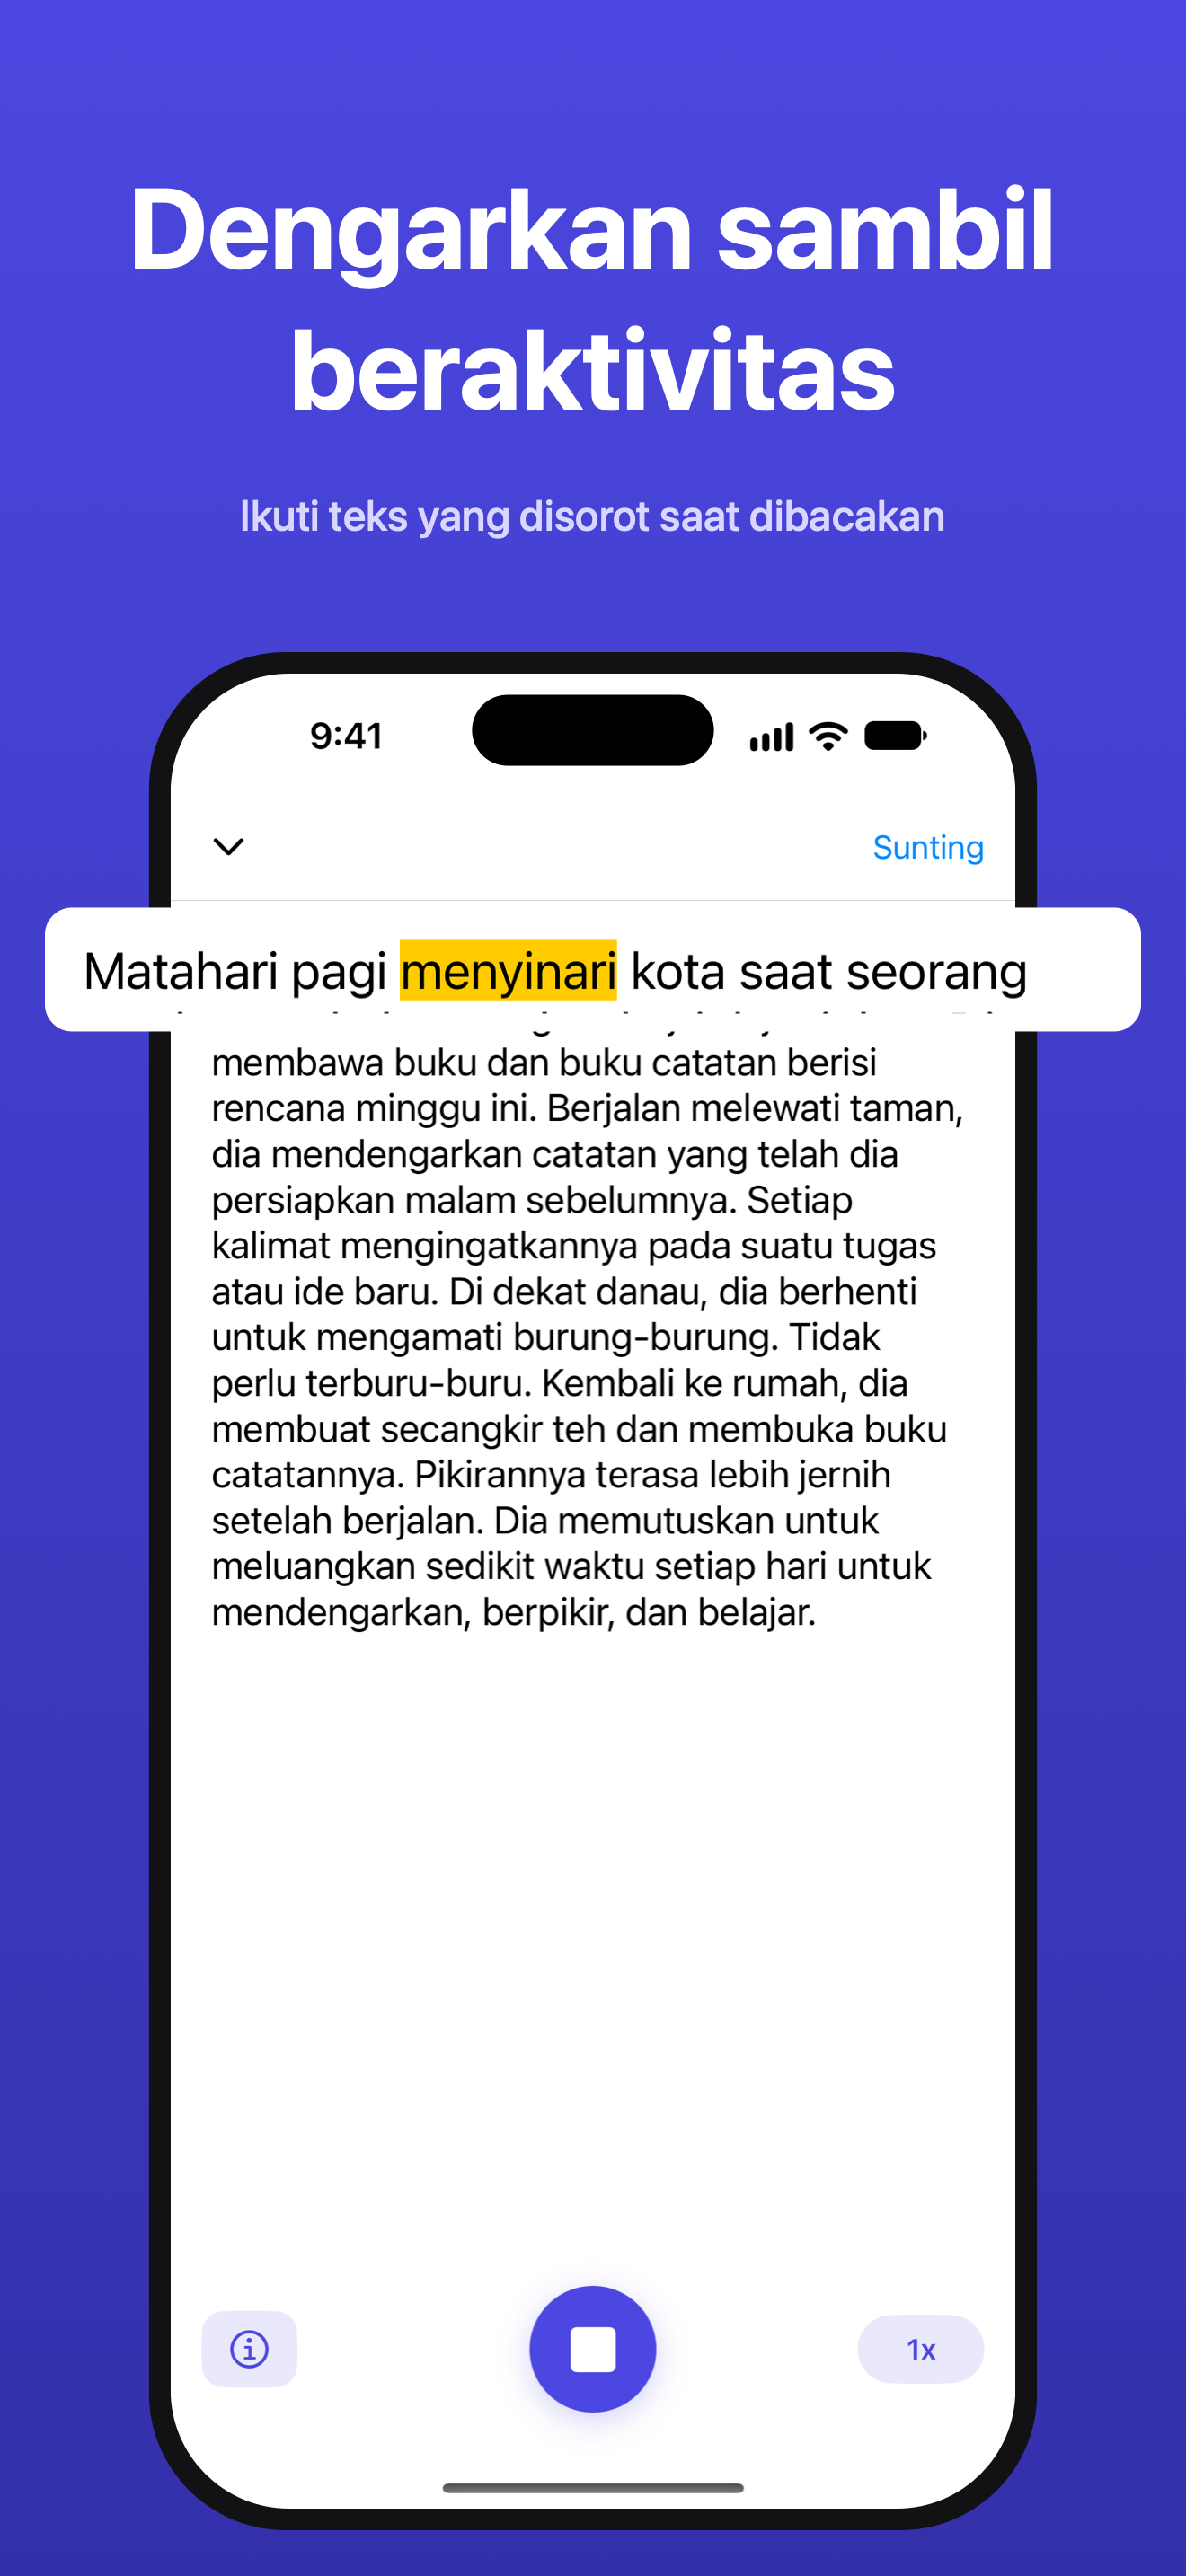 Dengarkan sambil
beraktivitas
Ikuti teks yang disorot saat dibacakan
9:41
Sunting
Matahari pagi menyinari kota saat seorang
membawa buku dan buku catatan berisi
rencana minggu ini. Berjalan melewati taman,
dia mendengarkan catatan yang telah dia
persiapkan malam sebelumnya. Setiap
kalimat mengingatkannya pada suatu tugas
atau ide baru. Di dekat danau, dia berhenti
untuk mengamati burung-burung. Tidak
perlu terburu-buru. Kembali ke rumah, dia
membuat secangkir teh dan membuka buku
catatannya. Pikirannya terasa lebih jernih
setelah berjalan. Dia memutuskan untuk
meluangkan sedikit waktu setiap hari untuk
mendengarkan, berpikir, dan belajar.
1x